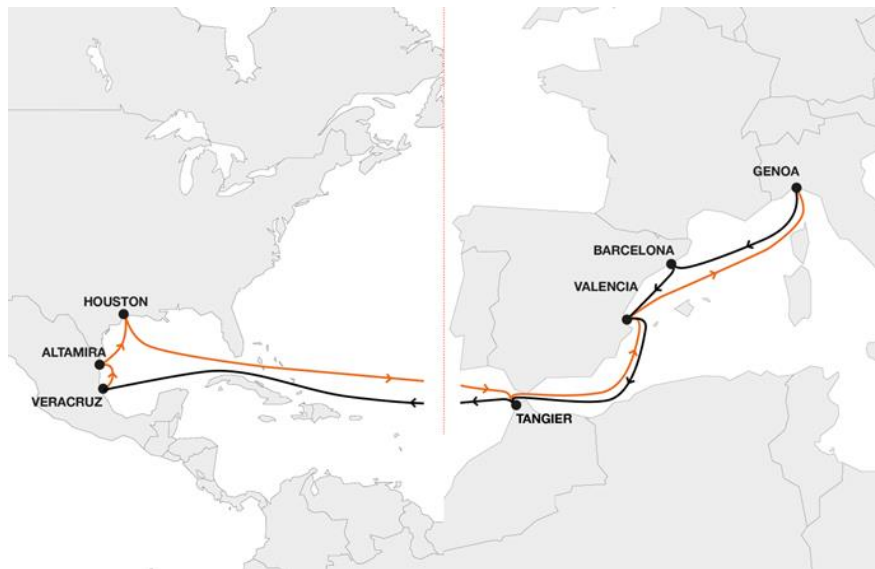 GENOA
BARCELONA
VALENCIA
HOUSTON
ALTAMIRA
VERACRUZ
TANGIER